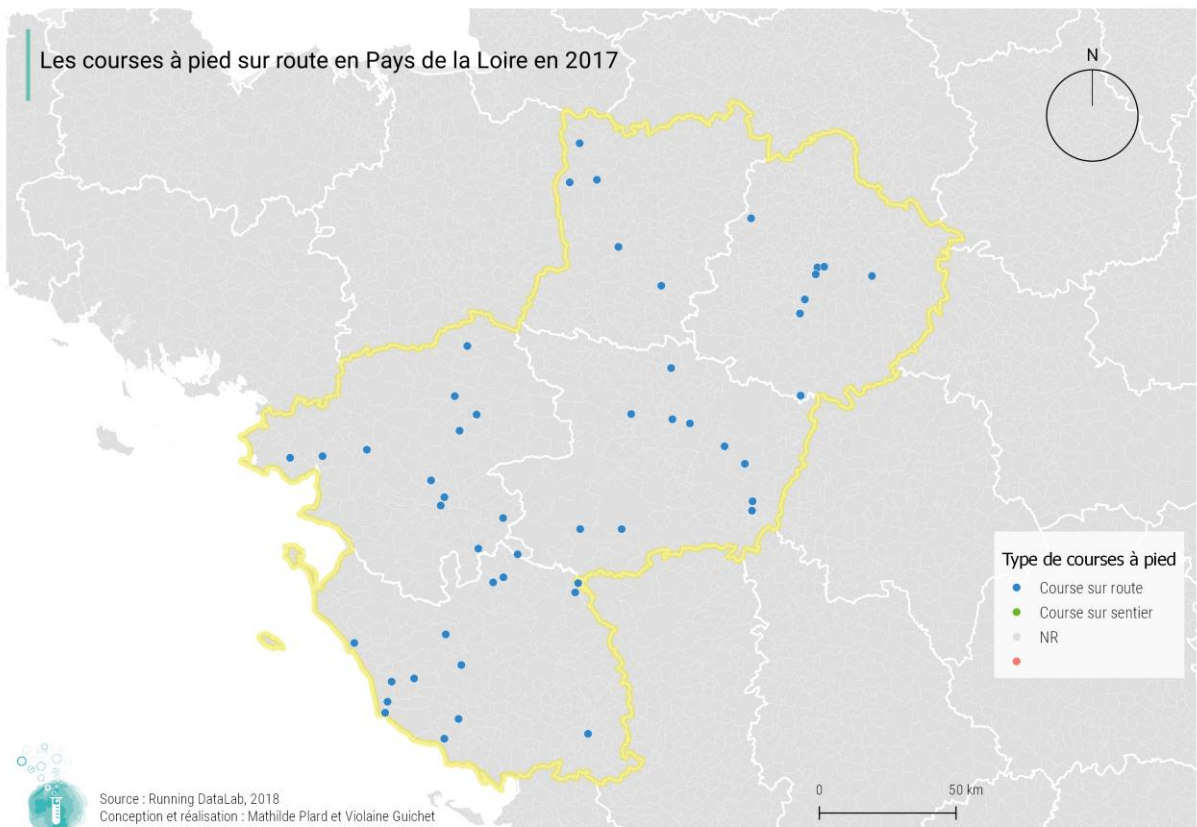 Les courses à pied sur route en Pays de la Loire en 2017
N
Type de courses à pied
Course sur route
Course sur sentier
NR
0 50 km
Source : Running DataLab, 2018
Conception et réalisation : Mathilde Plard et Violaine Guichet